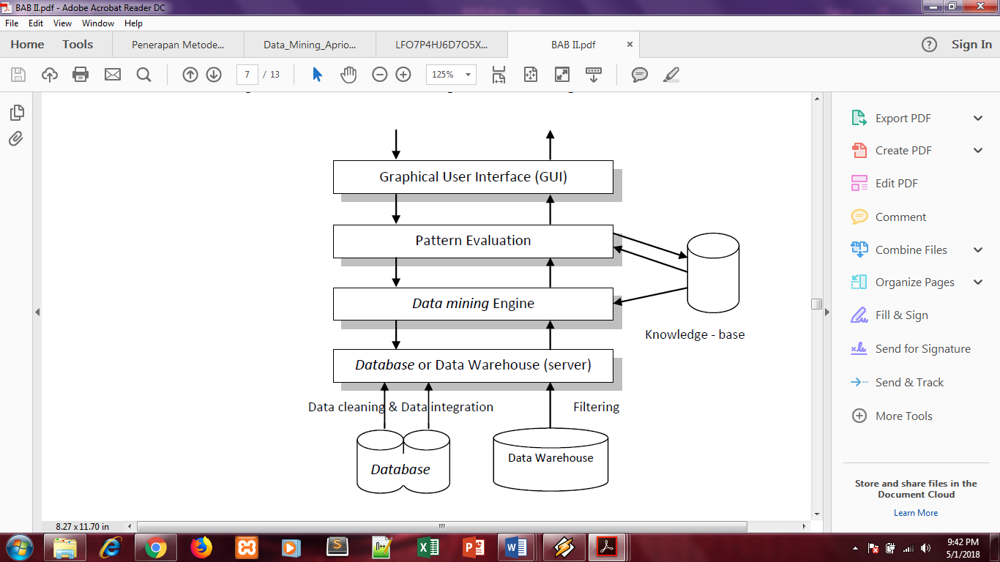 BAB II.pdf - Adobe Acrobat Reader DC
File Edit View Window Help
Home Tools Penerapan Metode... Data_Mining_Aprio... LFO7P4HJ6D7O5X... BAB II.pdf × Sign In
7 / 13 125%
Graphical User Interface (GUI)
Pattern Evaluation
Data mining Engine
Knowledge - base
Database or Data Warehouse (server)
Data cleaning & Data integration Filtering
Database
Data Warehouse
8.27 x 11.70 in
Export PDF
Create PDF
Edit PDF
Comment
Combine Files
Organize Pages
Fill & Sign
Send for Signature
Send & Track
More Tools
Store and share files in the
Document Cloud
Learn More
9:42 PM
5/1/2018